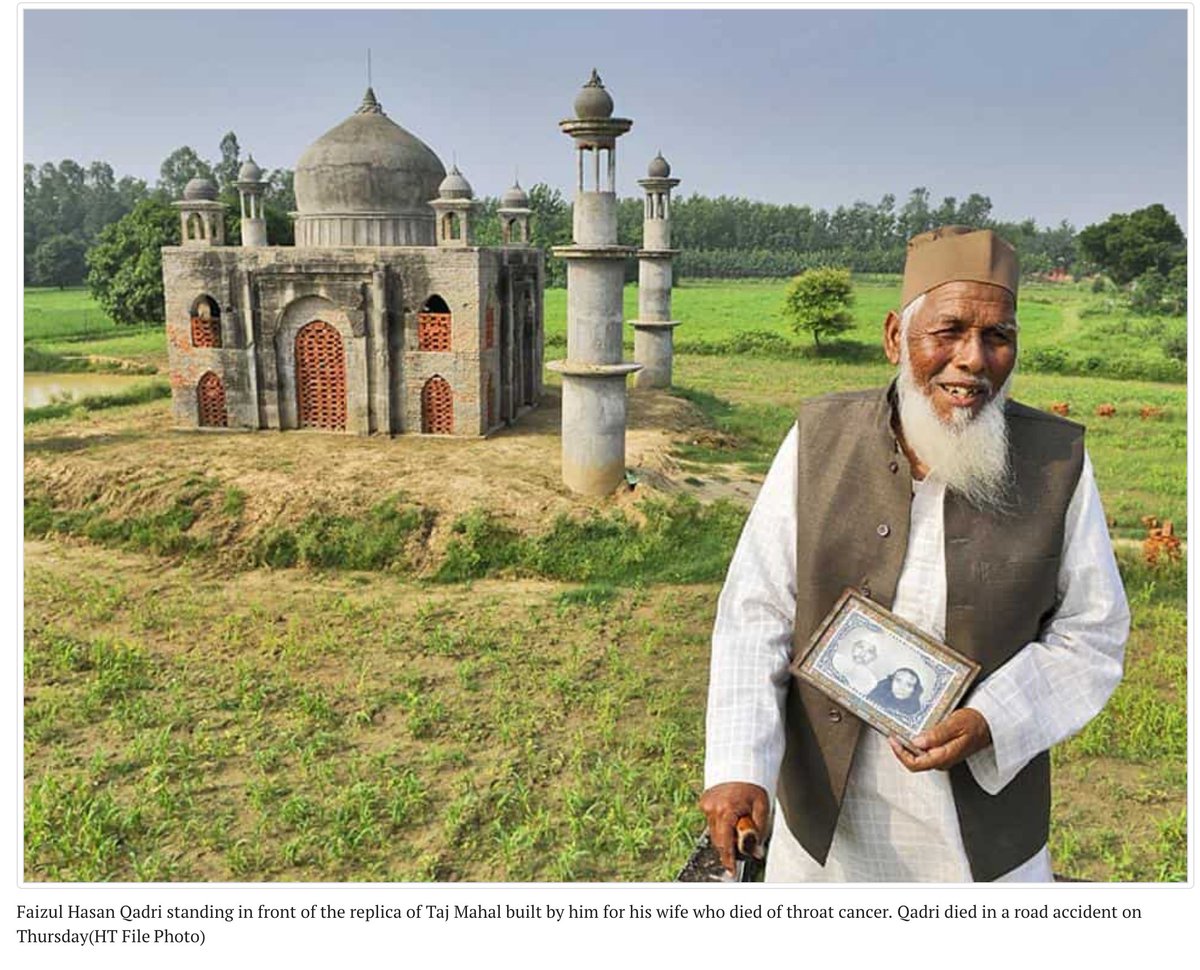 Faizul Hasan Qadri standing in front of the replica of Taj Mahal built by him for his wife who died of throat cancer. Qadri died in a road accident on
Thursday(HT File Photo)